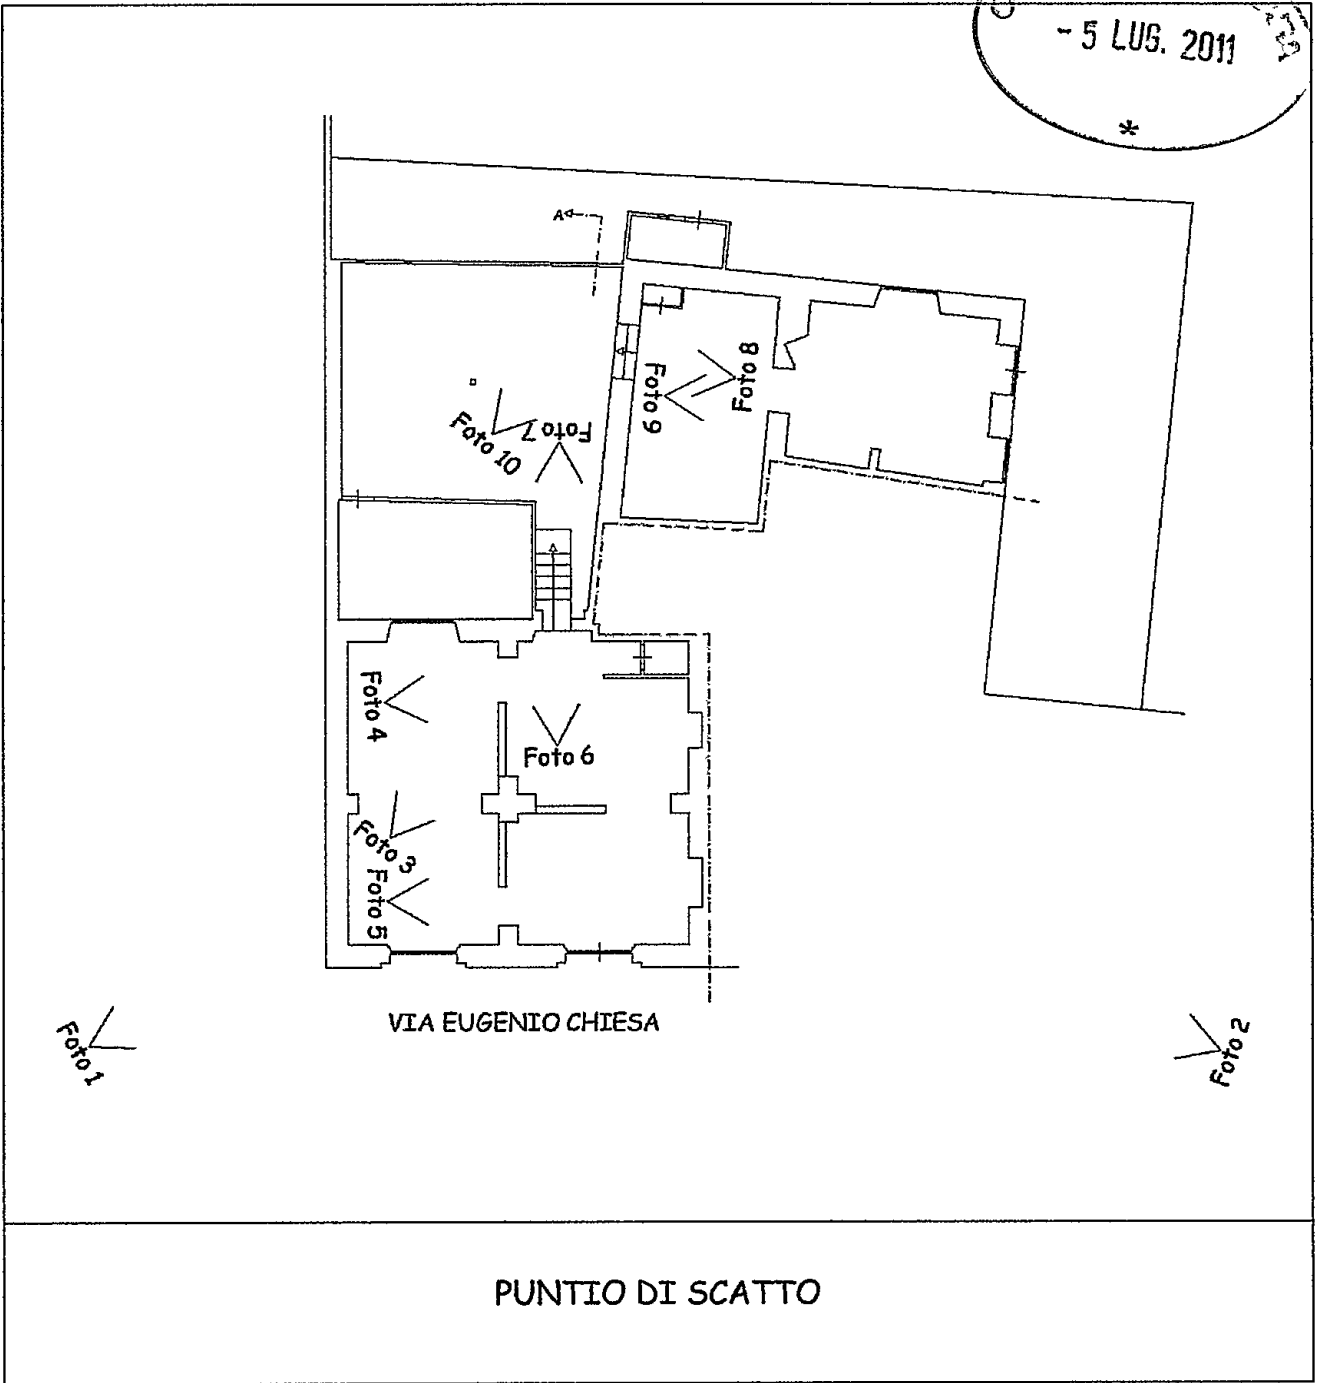 - 5 LUG. 2011
*
A
Foto 8
Foto 9
Foto 7
Foto 10
Foto 4
Foto 6
Foto 3
Foto 5
VIA EUGENIO CHIESA
Foto 1
Foto 2
PUNTIO DI SCATTO